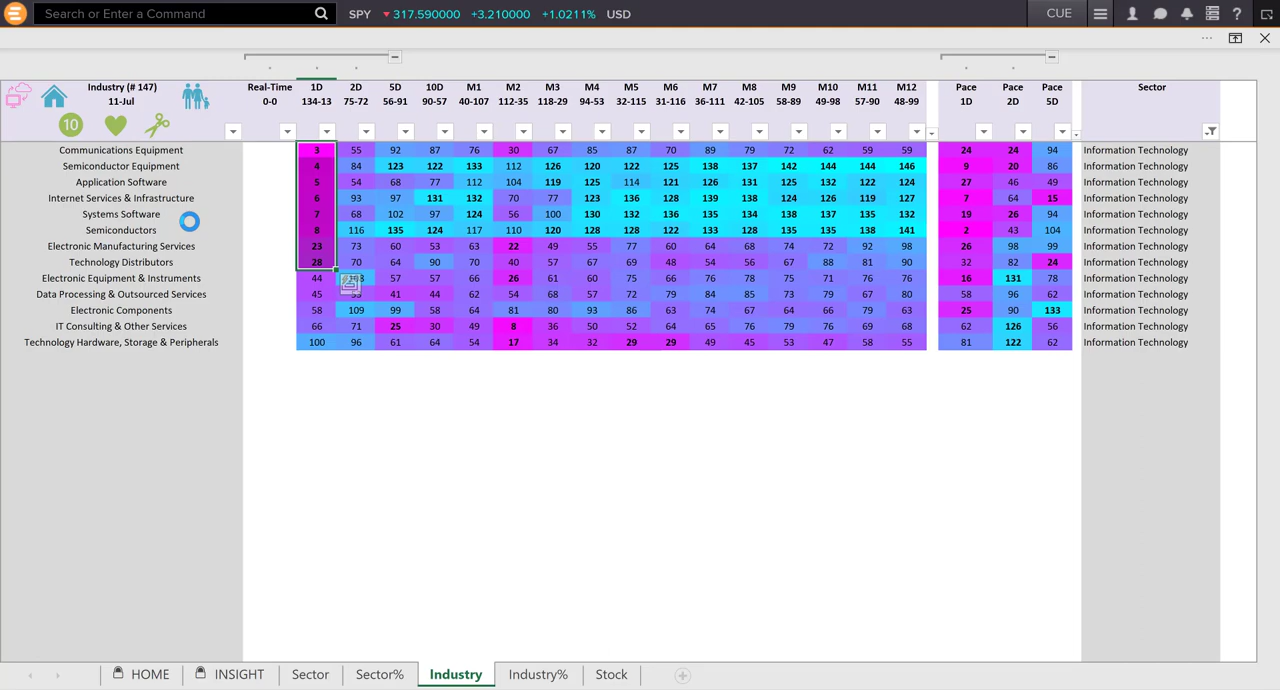 Search or Enter a Command SPY 317.590000 +3.210000 +1.0211% USD CUE ?
Industry (# 147) Real-Time 1D 2D 5D 10D M1 M2 M3 M4 M5 M6 M7 M8 M9 M10 M11 M12 Pace Pace Pace Sector
11-Jul 0-0 134-13 75-72 56-91 90-57 40-107 112-35 118-29 94-53 32-115 31-116 36-111 42-105 58-89 49-98 57-90 48-99 1D 2D 5D
10
Communications Equipment 3 55 92 87 76 30 67 85 87 70 89 79 72 62 59 59 24 24 94 Information Technology
Semiconductor Equipment 4 84 123 122 133 112 126 120 122 125 138 137 142 144 144 146 9 20 86 Information Technology
Application Software 5 54 68 77 112 104 119 125 114 121 126 131 125 132 122 124 27 46 49 Information Technology
Internet Services & Infrastructure 6 93 97 131 132 70 77 123 136 128 139 138 124 126 119 127 7 64 15 Information Technology
Systems Software 7 68 102 97 124 56 100 130 132 136 135 134 138 137 135 132 19 26 94 Information Technology
Semiconductors 8 116 135 124 117 110 120 128 128 122 133 128 135 135 138 141 2 43 104 Information Technology
Electronic Manufacturing Services 23 73 60 53 63 22 49 55 77 60 64 68 74 72 92 98 26 98 99 Information Technology
Technology Distributors 28 70 64 90 70 40 57 67 69 48 54 56 67 88 81 90 32 82 24 Information Technology
Electronic Equipment & Instruments 44 57 57 66 26 61 60 75 66 76 78 75 71 76 76 16 131 78 Information Technology
Data Processing & Outsourced Services 45 41 44 62 54 68 57 72 79 84 85 73 79 67 80 58 96 62 Information Technology
Electronic Components 58 109 99 58 64 81 80 93 86 63 74 67 64 66 79 63 25 90 133 Information Technology
IT Consulting & Other Services 66 71 25 30 49 8 36 50 52 64 65 76 79 76 69 68 62 126 56 Information Technology
Technology Hardware, Storage & Peripherals 100 96 61 64 54 17 34 32 29 29 49 45 53 47 58 55 81 122 62 Information Technology
HOME INSIGHT Sector Sector% Industry Industry% Stock